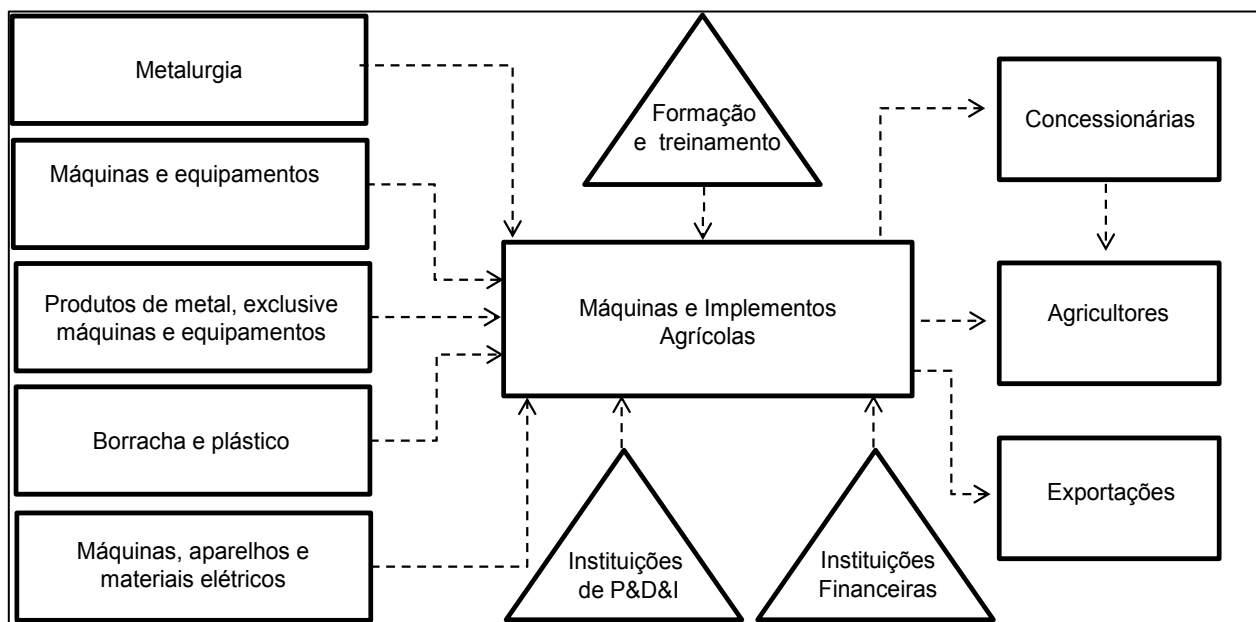 Metalurgia
Máquinas e equipamentos
Produtos de metal, exclusive
máquinas e equipamentos
Borracha e plástico
Máquinas, aparelhos e
materiais elétricos
Formação
e treinamento
Máquinas e Implementos
Agrícolas
Instituições
de P&D&I
Instituições
Financeiras
Concessionárias
Agricultores
Exportações